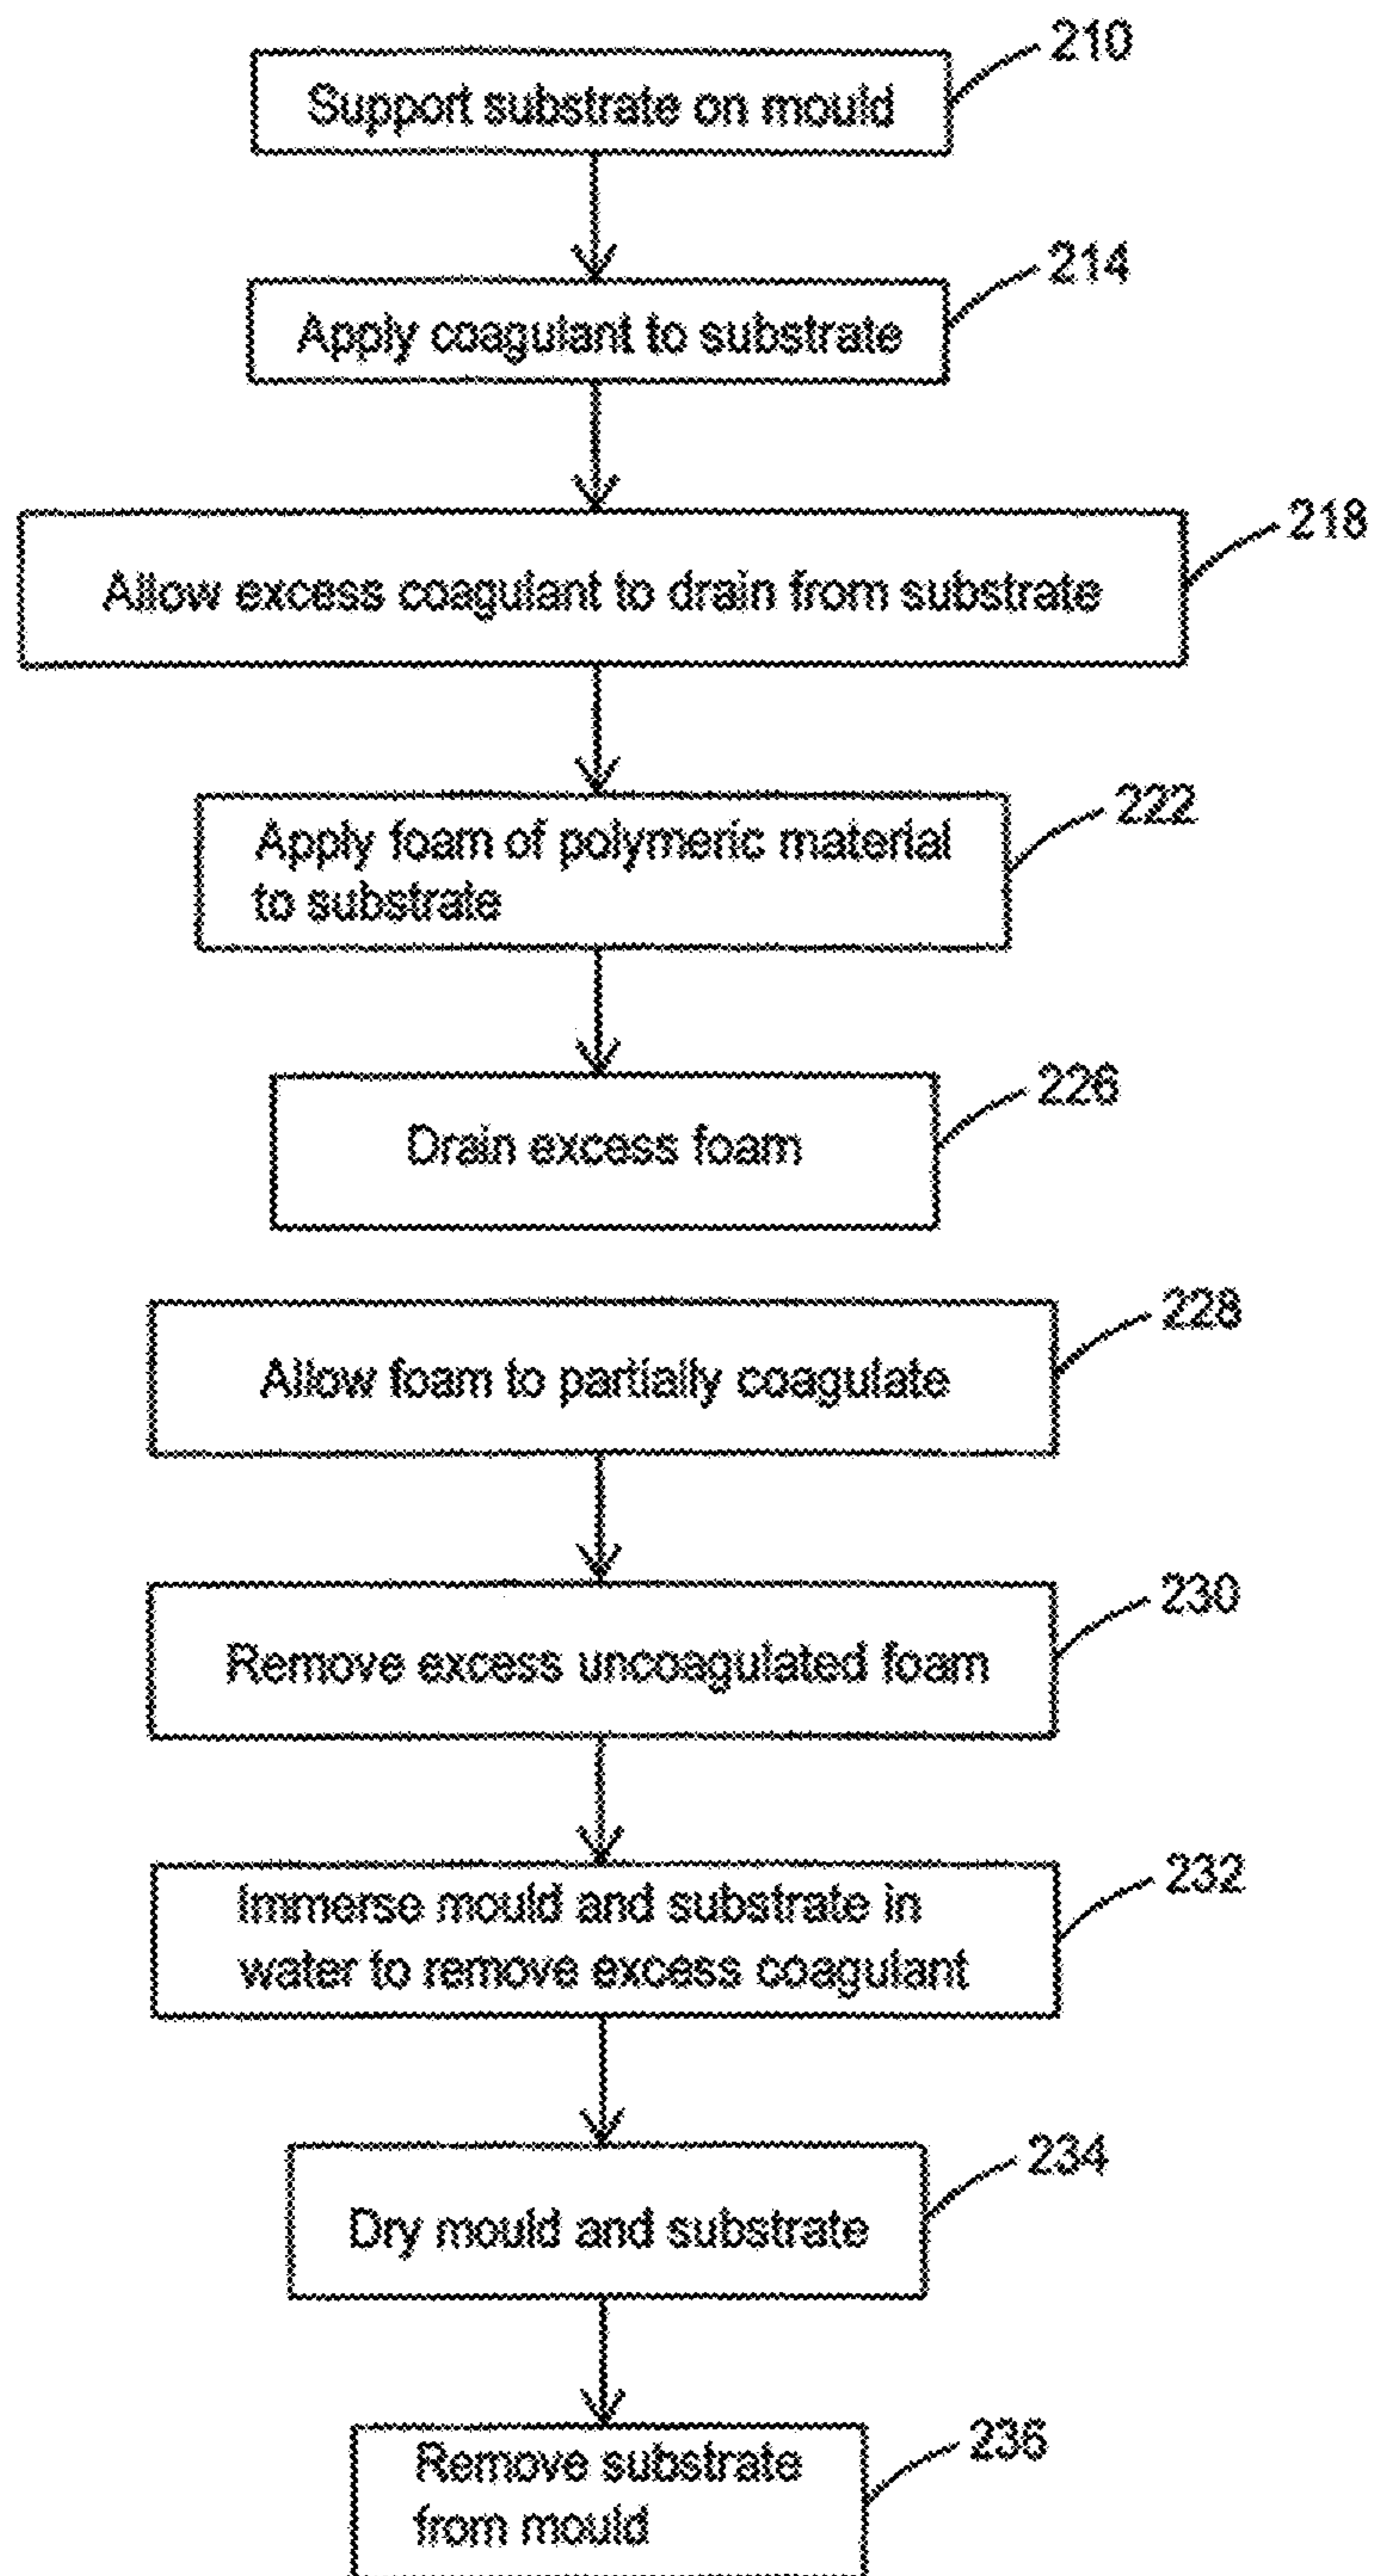 210
Support substrate on mould
214
Apply coagulant to substrate
218
Allow excess coagulant to drain from substrate
222
Apply foam of polymeric material
to substrate
226
Drain excess foam
228
Allow foam to partially coagulate
230
Remove excess uncoagulated foam
232
Immerse mould and substrate in
water to remove excess coagulant
234
Dry mould and substrate
236
Remove substrate
from mould